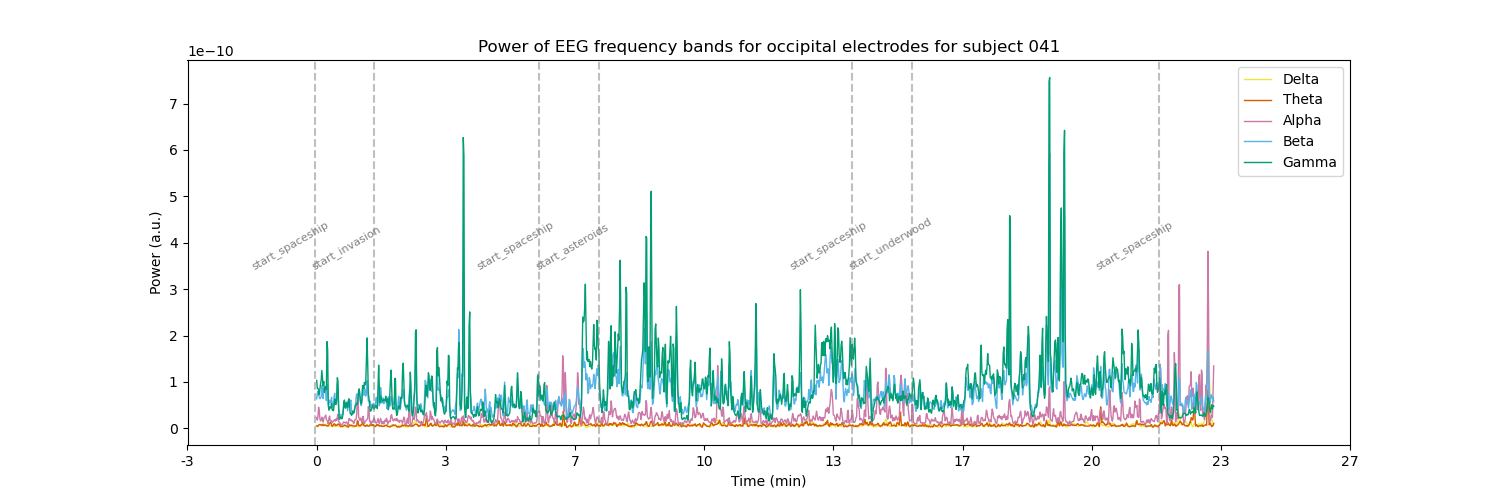 Power of EEG frequency bands for occipital electrodes for subject 041
1e−10
Delta
Theta
Alpha
Beta
Gamma
7
6
5
4
3
2
1
0
Power (a.u.)
start_spaceship
start_invasion
start_spaceship
start_asteroids
start_spaceship
start_underwood
start_spaceship
-3 0 3 7 10 13 17 20 23 27
Time (min)